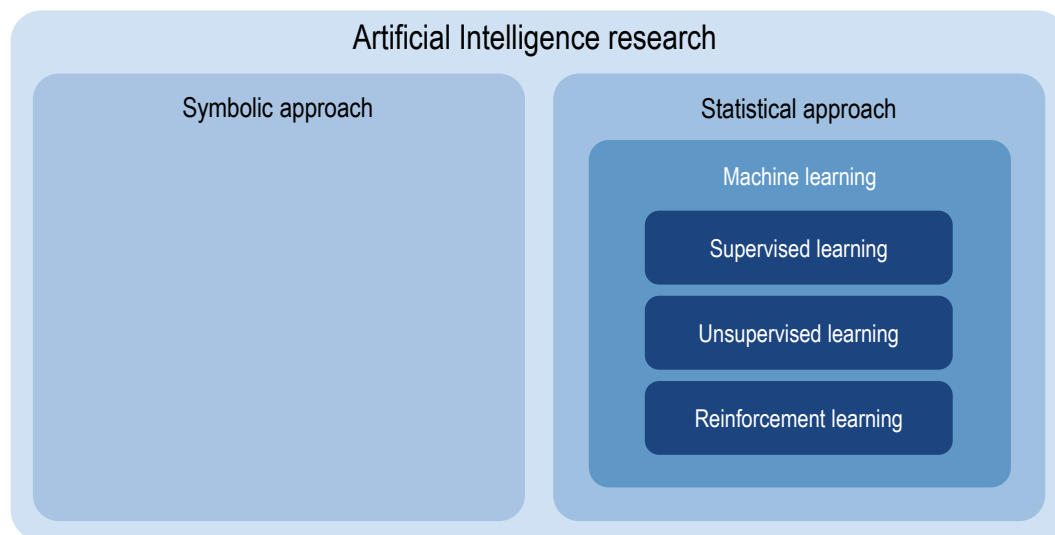 Artificial Intelligence research
Symbolic approach
Statistical approach
Machine learning
Supervised learning
Unsupervised learning
Reinforcement learning